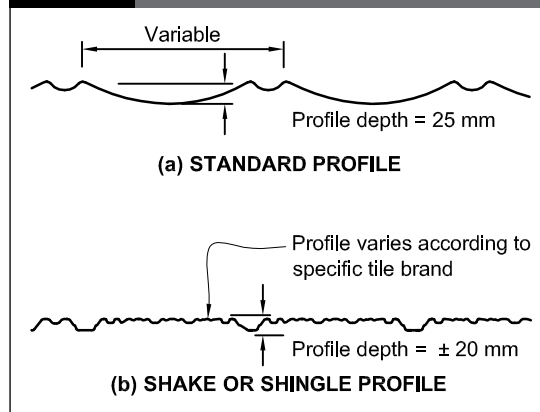 Variable
Profile depth = 25 mm
(a) STANDARD PROFILE
Profile varies according to
specific tile brand
Profile depth = ± 20 mm
(b) SHAKE OR SHINGLE PROFILE